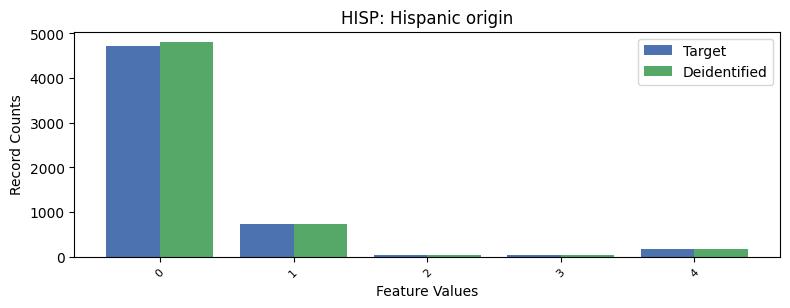 HISP: Hispanic origin
Target
Deidentified
Record Counts
5000
4000
3000
2000
1000
0
0
1
2
3
4
Feature Values